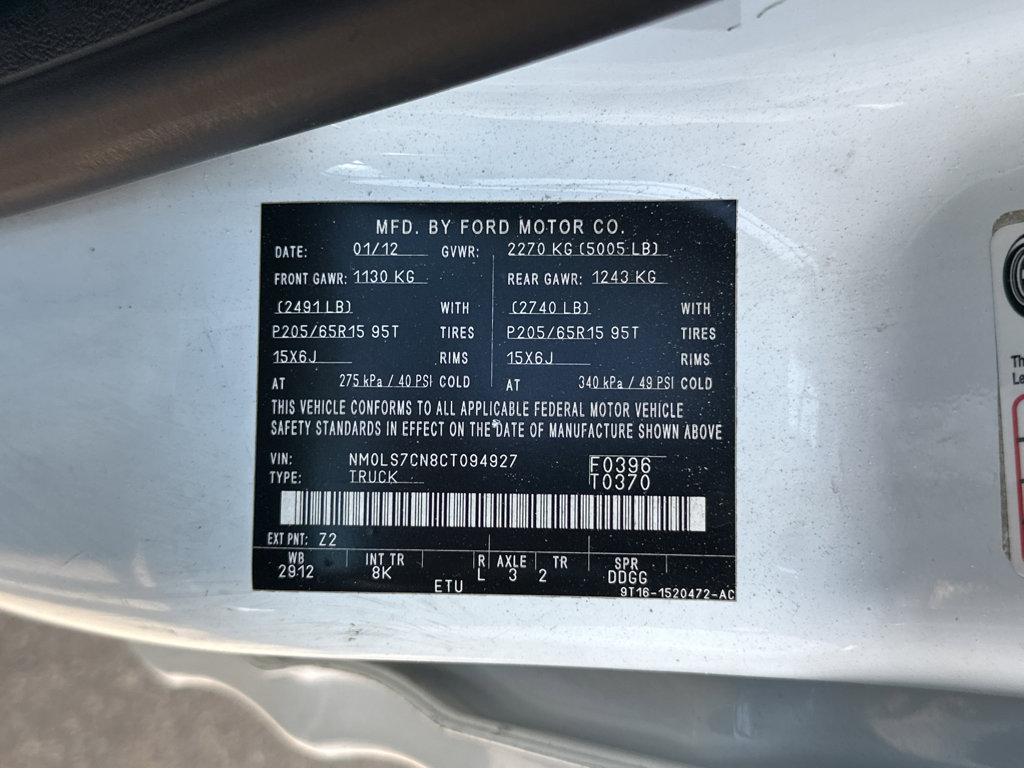 MFD. BY FORD MOTOR CO.
DATE: 01/12 GVWR: 2270 KG (5005 LB)
FRONT GAWR: 1130 KG REAR GAWR: 1243 KG
(2491 LB) WITH (2740 LB) WITH
P205/65R15 95T TIRES P205/65R15 95T TIRES
15X6J RIMS 15X6J RIMS
AT 275 kPa / 40 PSI COLD AT 340 kPa / 49 PSI COLD
THIS VEHICLE CONFORMS TO ALL APPLICABLE FEDERAL MOTOR VEHICLE
SAFETY STANDARDS IN EFFECT ON THE DATE OF MANUFACTURE SHOWN ABOVE
VIN: NM0LS7CN8CT094927 F0396
TYPE: TRUCK T0370
EXT PNT: Z2
WB INT TR R AXLE TR SPR
2912 8K L 3 2 DDGG
ETU 9T16-1520472-AC
Th
Le